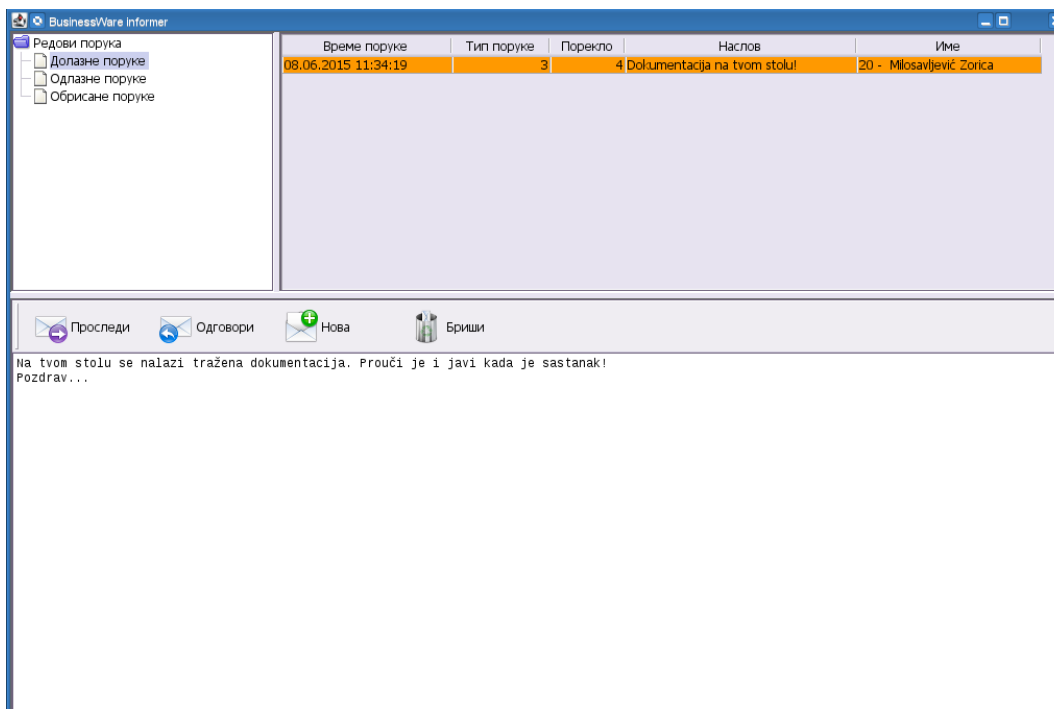 BusinessWare informer
Редови порука
Долазне поруке
Одлазне поруке
Обрисане поруке
Време поруке Тип поруке Порекло Наслов Име
08.06.2015 11:34:19 3 4 Dokumentacija na tvom stolu! 20 - Milosavljević Zorica
Проследи Одговори Нова Бриши
Na tvom stolu se nalazi tražena dokumentacija. Prouči je i javi kada je sastanak!
Pozdrav...